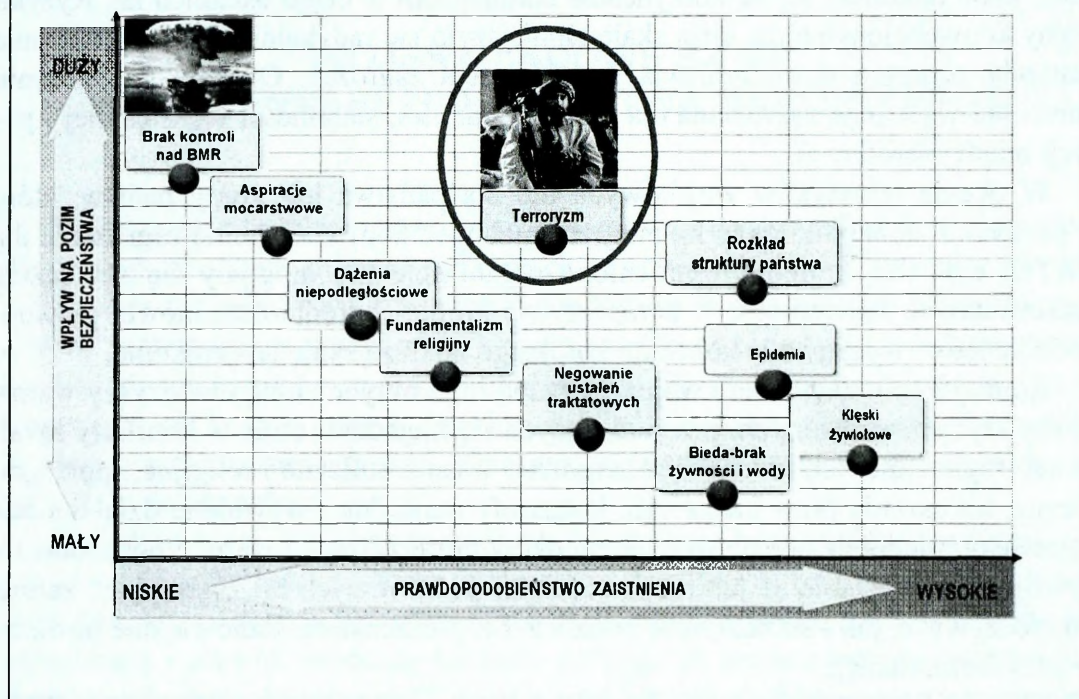 DUŻY
WPŁYW NA POZIM
BEZPIECZEŃSTWA
MAŁY
Brak kontroli
nad BMR
Aspiracje
mocarstwowe
Dążenia
niepodległościowe
Fundamentalizm
religijny
Terroryzm
Negowanie
ustaleń
traktatowych
Rozkład
struktury państwa
Epidemia
Klęski
żywiołowe
Bieda-brak
żywności i wody
NISKIE
PRAWDOPODOBIEŃSTWO ZAISTNIENIA
WYSOKIE